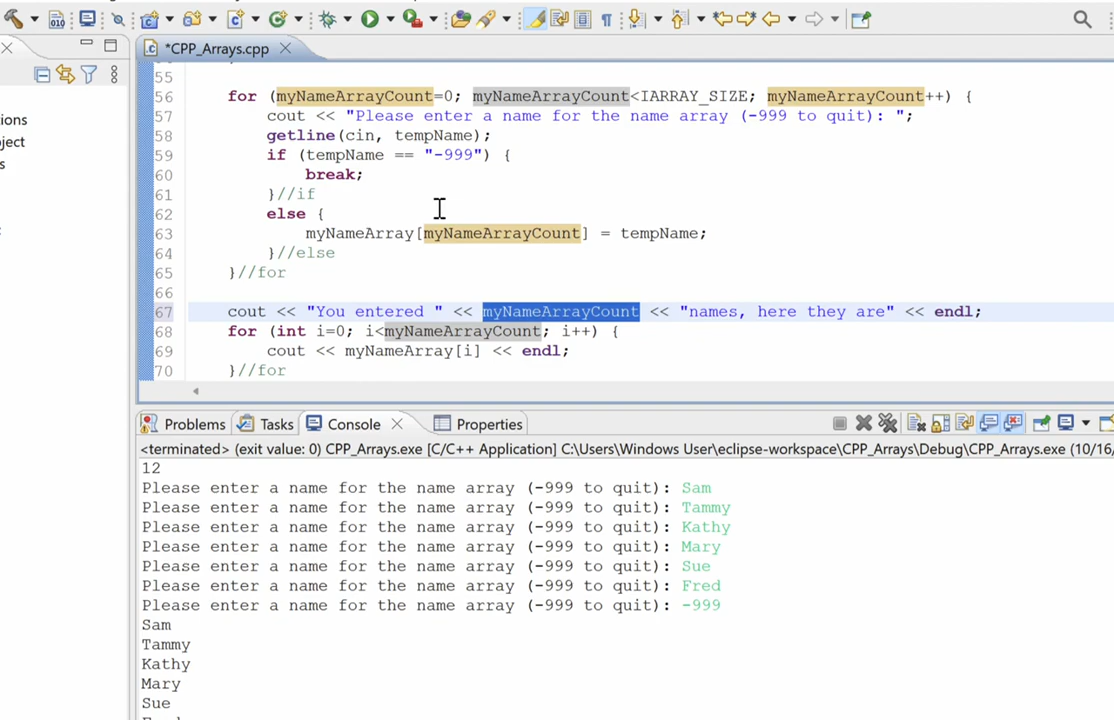 *CPP_Arrays.cpp
55
56 for (myNameArrayCount=0; myNameArrayCount<IARRAY_SIZE; myNameArrayCount++) {
57 cout << "Please enter a name for the name array (-999 to quit): ";
58 getline(cin, tempName);
59 if (tempName == "-999") {
60 break;
61 }//if
62 else {
63 myNameArray[myNameArrayCount] = tempName;
64 }//else
65 }//for
66
67 cout << "You entered " << myNameArrayCount << "names, here they are" << endl;
68 for (int i=0; i<myNameArrayCount; i++) {
69 cout << myNameArray[i] << endl;
70 }//for
ions
ject
s
Problems Tasks Console Properties
<terminated> (exit value: 0) CPP_Arrays.exe [C/C++ Application] C:\Users\Windows User\eclipse-workspace\CPP_Arrays\Debug\CPP_Arrays.exe (10/16,
12
Please enter a name for the name array (-999 to quit): Sam
Please enter a name for the name array (-999 to quit): Tammy
Please enter a name for the name array (-999 to quit): Kathy
Please enter a name for the name array (-999 to quit): Mary
Please enter a name for the name array (-999 to quit): Sue
Please enter a name for the name array (-999 to quit): Fred
Please enter a name for the name array (-999 to quit): -999
Sam
Tammy
Kathy
Mary
Sue